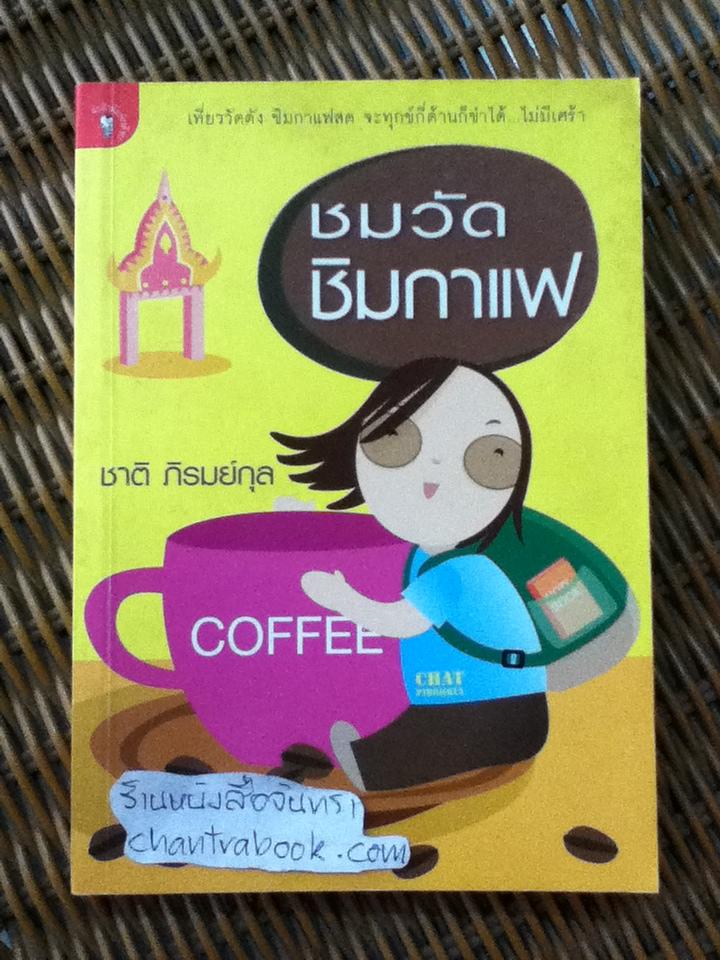 เที่ยววัดดัง ชิมกาแฟสด จะทุกข์กี่ด้านก็ขำได้...ไม่มีเศร้า
ชมวัด
ชิมกาแฟ
ชาติ ภิรมย์กุล
COFFEE
BOOK
CHAT
ร้านหนังสือจันทรา
chantrabook.com